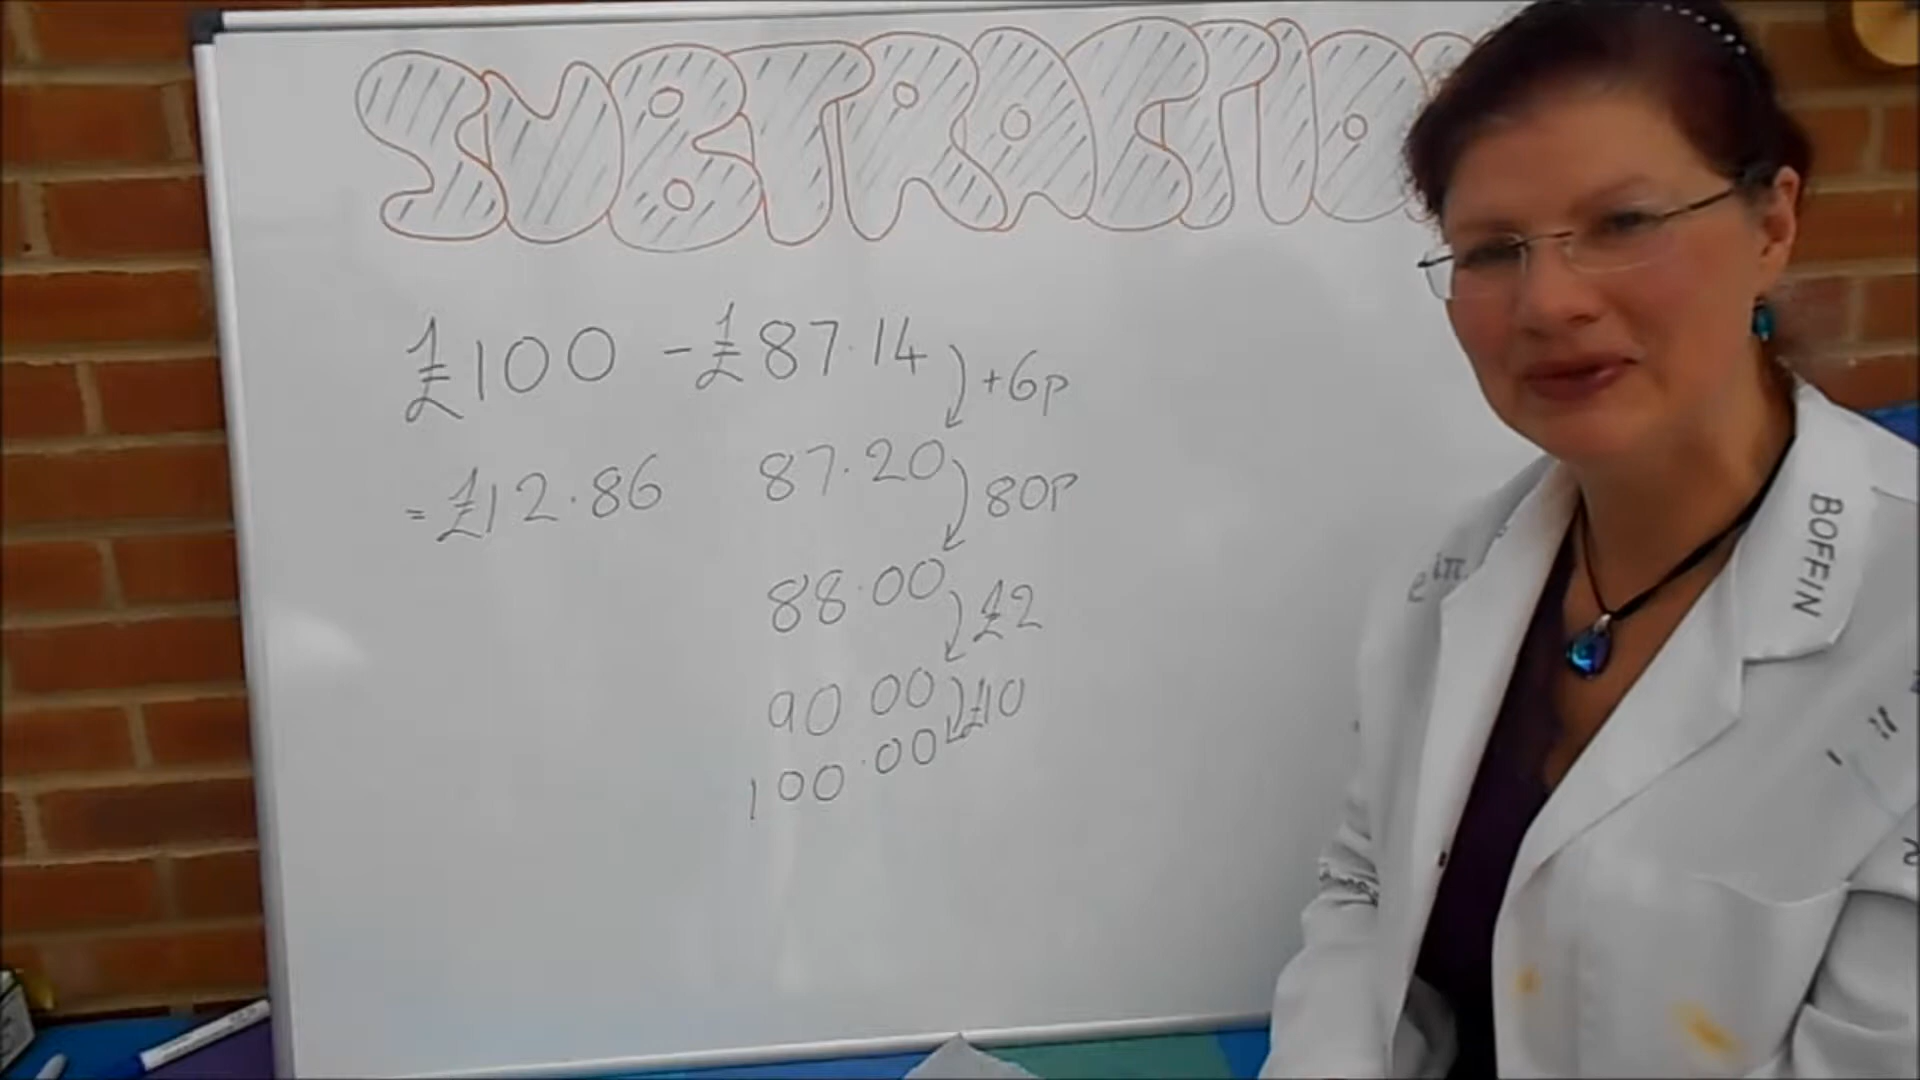 SUBTRACTIO
£100 - £87.14
+6p
= £12.86
87.20
80p
88.00
£2
90 00
£10
100.00
BOFFIN
e iπ